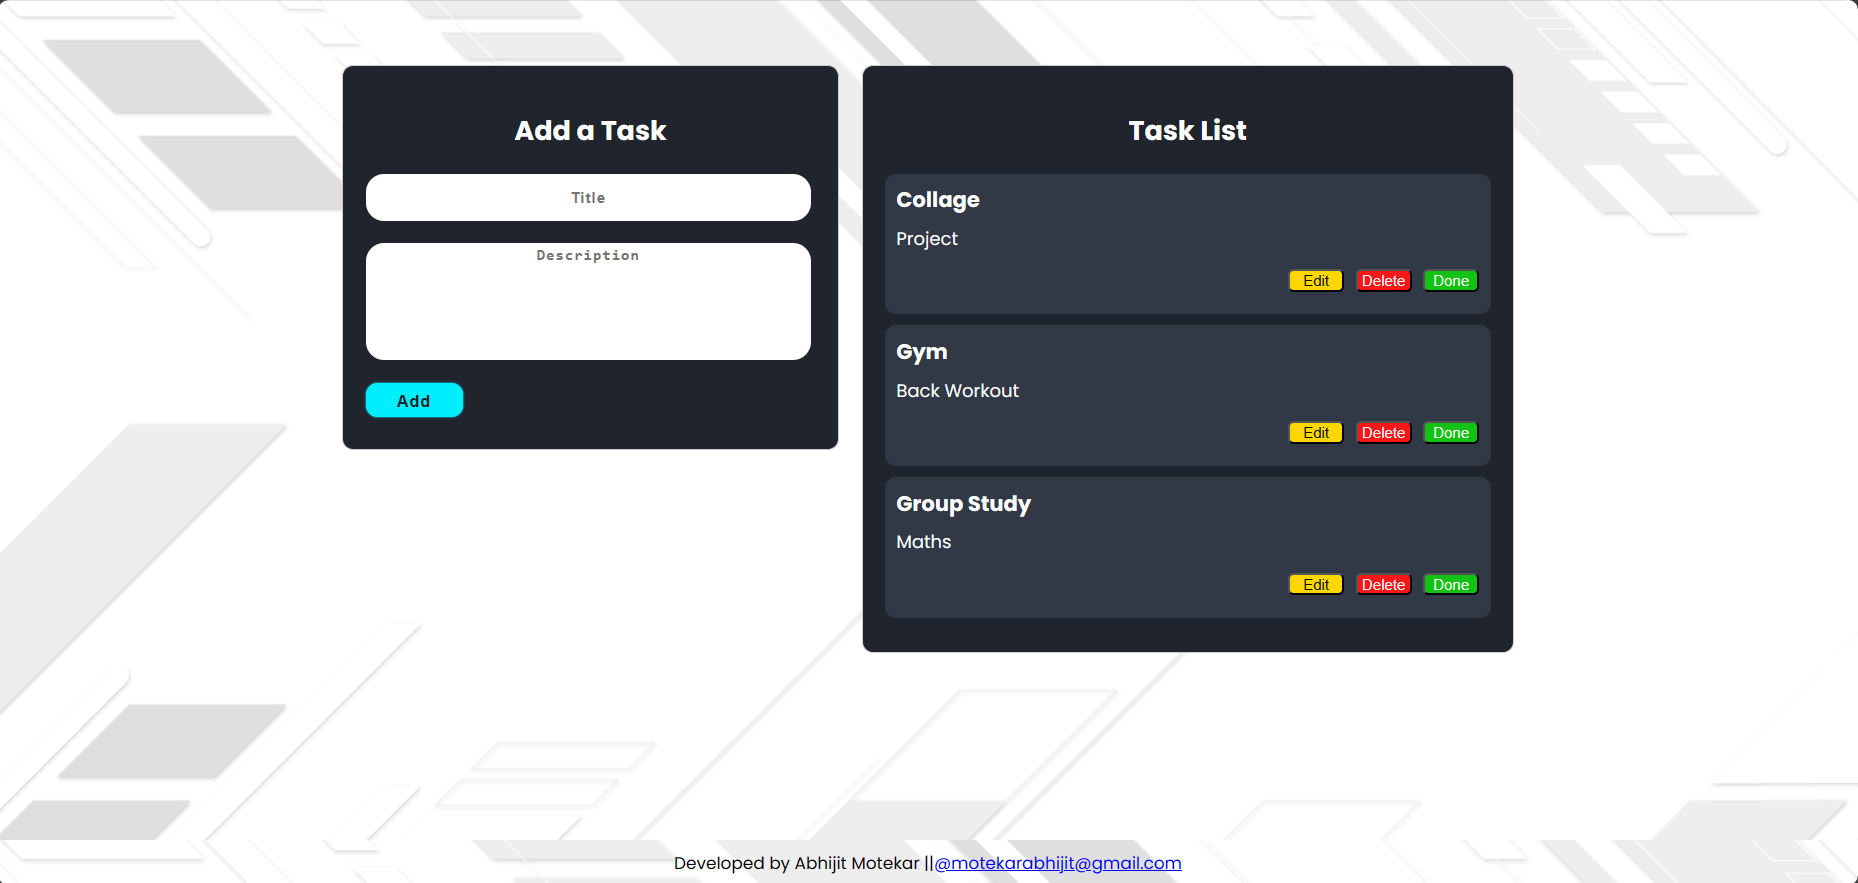 Add a Task
Title
Description
Add
Task List
Collage
Project
Edit Delete Done
Gym
Back Workout
Edit Delete Done
Group Study
Maths
Edit Delete Done
Developed by Abhijit Motekar ||@motekarabhijit@gmail.com